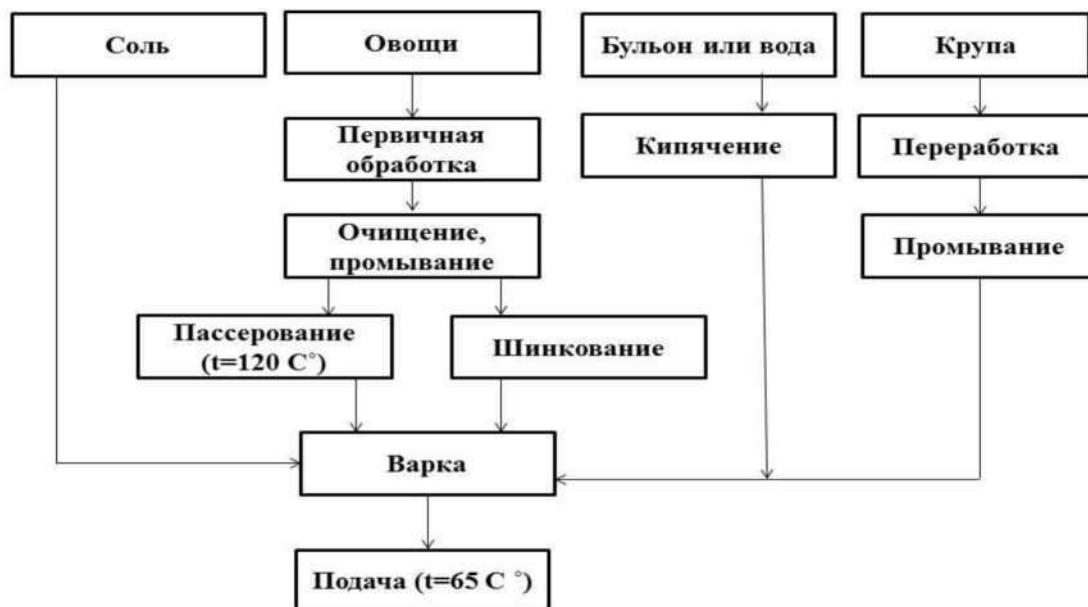 Соль
Овощи
Бульон или вода
Крупа
Первичная
обработка
Кипячение
Переработка
Очищение,
промывание
Промывание
Пассерование
(t=120 С°)
Шинкование
Варка
Подача (t=65 С °)